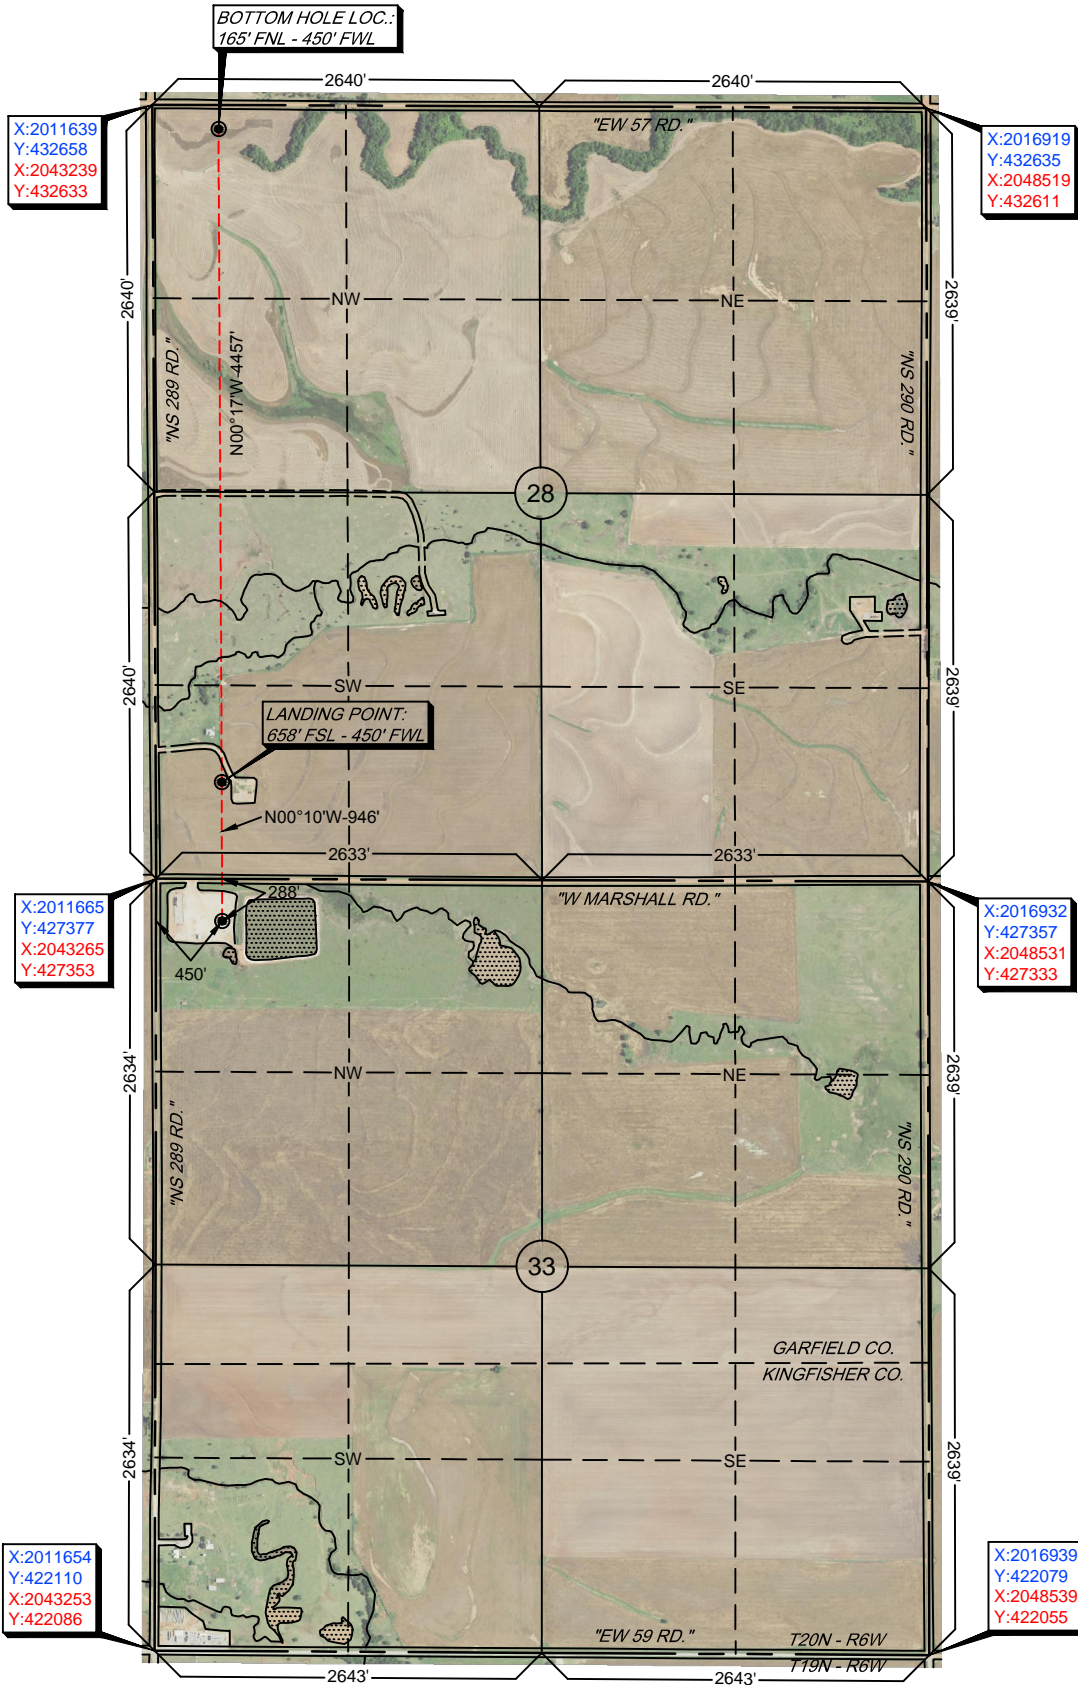 BOTTOM HOLE LOC.:
165' FNL - 450' FWL
2640'
2640'
X:2011639
Y:432658
X:2043239
Y:432633
"EW 57 RD."
X:2016919
Y:432635
X:2048519
Y:432611
2640'
NW
NE
2639'
"NS 289 RD."
N00°17'W-4457'
"NS 290 RD."
28
2640'
SW
SE
2639'
LANDING POINT:
658' FSL - 450' FWL
N00°10'W-946'
2633'
2633'
X:2011665
Y:427377
X:2043265
Y:427353
288'
450'
"W MARSHALL RD."
X:2016932
Y:427357
X:2048531
Y:427333
2634'
NW
NE
2639'
"NS 289 RD."
"NS 290 RD."
33
GARFIELD CO.
KINGFISHER CO.
2634'
SW
SE
2639'
X:2011654
Y:422110
X:2043253
Y:422086
X:2016939
Y:422079
X:2048539
Y:422055
"EW 59 RD."
T20N - R6W
T19N - R6W
2643'
2643'